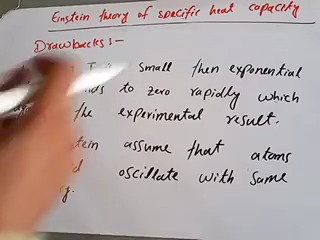 Einstein theory of specific heat capacity
Drawbacks:-
small then exponential
to zero rapidly which
the experimental result.
assume that atoms
oscillate with same